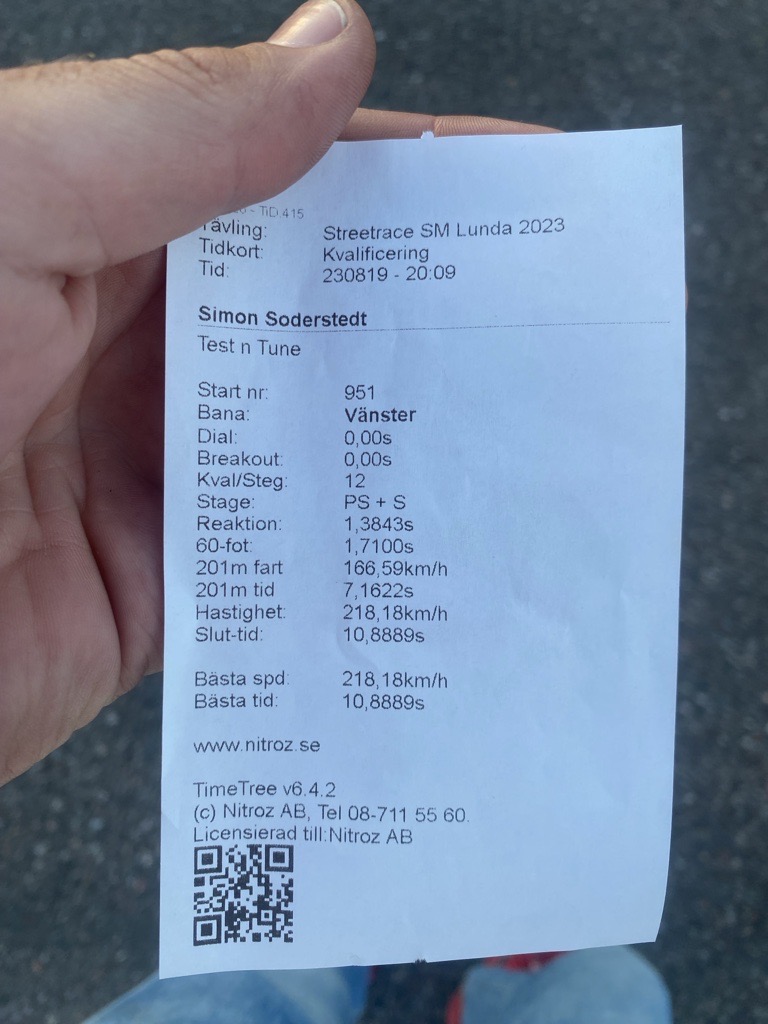 - TiD 415
Tävling: Streetrace SM Lunda 2023
Tidkort: Kvalificering
Tid: 230819 - 20:09
Simon Soderstedt
Test n Tune
Start nr: 951
Bana: Vänster
Dial: 0,00s
Breakout: 0,00s
Kval/Steg: 12
Stage: PS + S
Reaktion: 1,3843s
60-fot: 1,7100s
201m fart 166,59km/h
201m tid 7,1622s
Hastighet: 218,18km/h
Slut-tid: 10,8889s
Bästa spd: 218,18km/h
Bästa tid: 10,8889s
www.nitroz.se
TimeTree v6.4.2
(c) Nitroz AB, Tel 08-711 55 60.
Licensierad till:Nitroz AB